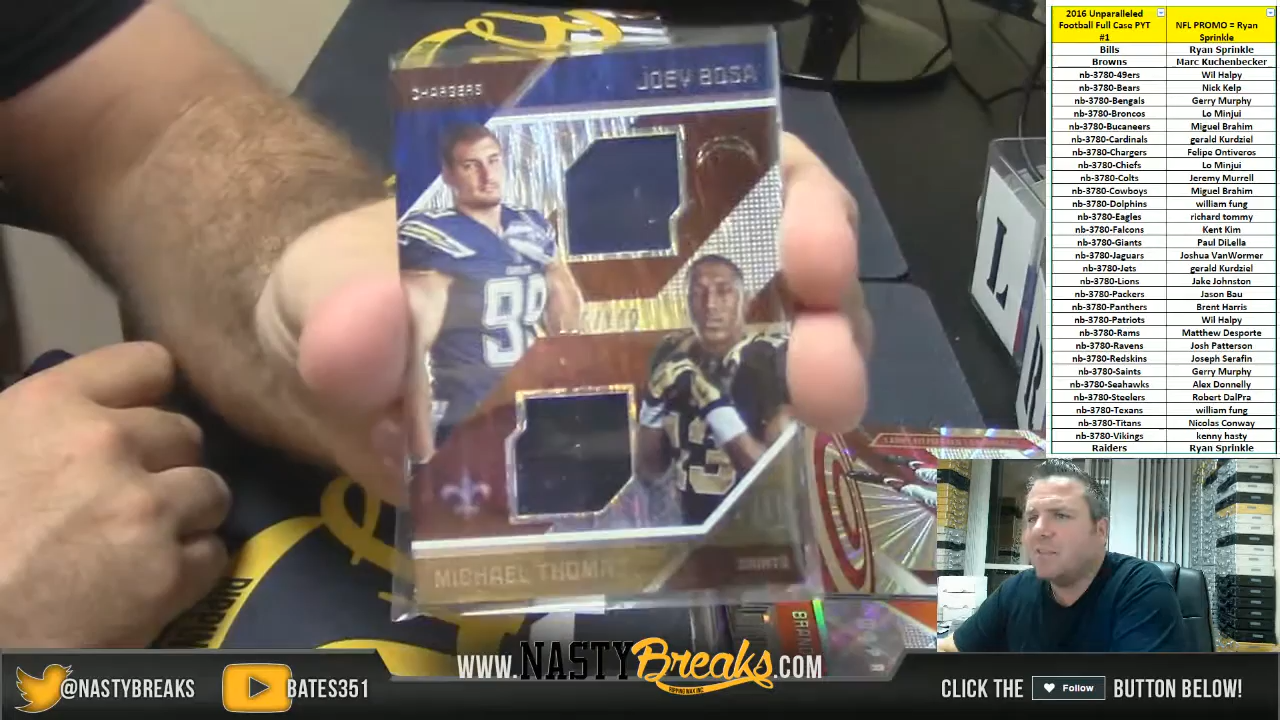 CHARGERS
JOEY BOSA
99
13
MICHAEL THOMA
SAINTS
BRAND
L
2016 Unparalleled Football Full Case PYT #1 NFL PROMO = Ryan Sprinkle
Bills Ryan Sprinkle
Browns Marc Kuchenbecker
nb-3780-49ers Wil Halpy
nb-3780-Bears Nick Kelp
nb-3780-Bengals Gerry Murphy
nb-3780-Broncos Lo Minjui
nb-3780-Bucaneers Miguel Brahim
nb-3780-Cardinals gerald Kurdziel
nb-3780-Chargers Felipe Ontiveros
nb-3780-Chiefs Lo Minjui
nb-3780-Colts Jeremy Murrell
nb-3780-Cowboys Miguel Brahim
nb-3780-Dolphins william fung
nb-3780-Eagles richard tommy
nb-3780-Falcons Kent Kim
nb-3780-Giants Paul DiLella
nb-3780-Jaguars Joshua VanWormer
nb-3780-Jets gerald Kurdziel
nb-3780-Lions Jake Johnston
nb-3780-Packers Jason Bau
nb-3780-Panthers Brent Harris
nb-3780-Patriots Wil Halpy
nb-3780-Rams Matthew Desporte
nb-3780-Ravens Josh Patterson
nb-3780-Redskins Joseph Serafin
nb-3780-Saints Gerry Murphy
nb-3780-Seahawks Alex Donnelly
nb-3780-Steelers Robert DalPra
nb-3780-Texans william fung
nb-3780-Titans Nicolas Conway
nb-3780-Vikings kenny hasty
Raiders Ryan Sprinkle
@NASTYBREAKS
BATES351
WWW.NASTYBreaks.COM
RIPPING WAX INC.
CLICK THE Follow BUTTON BELOW!